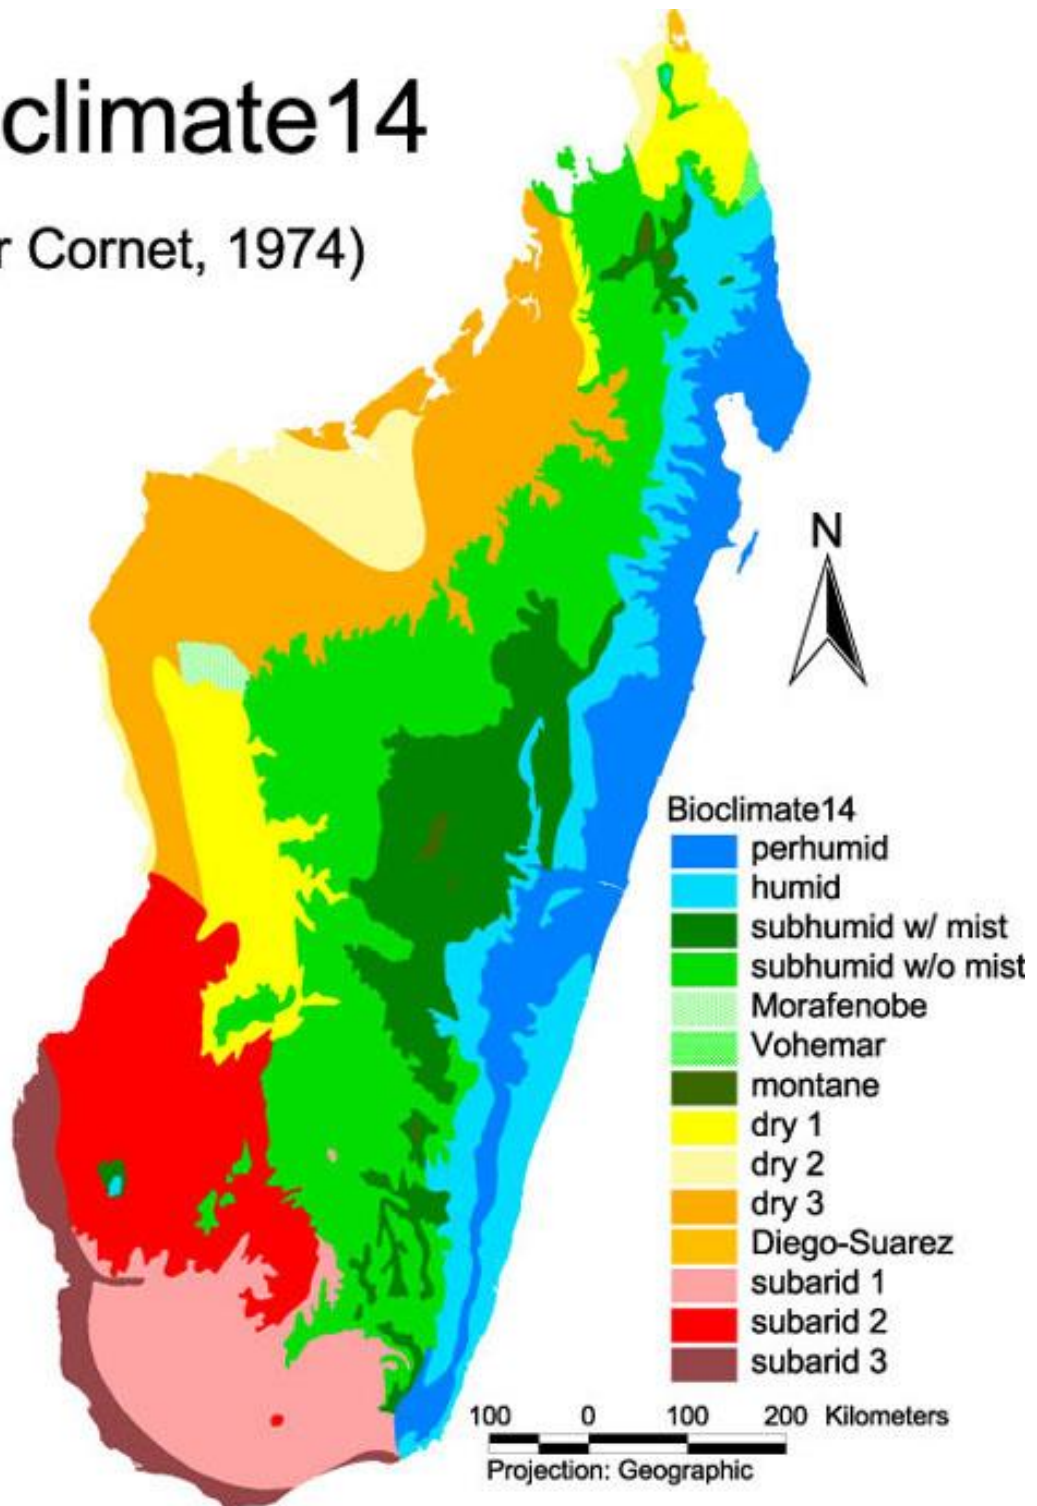 climate14
r Cornet, 1974)
N
Bioclimate14
perhumid
humid
subhumid w/ mist
subhumid w/o mist
Morafenobe
Vohemar
montane
dry 1
dry 2
dry 3
Diego-Suarez
subarid 1
subarid 2
subarid 3
100 0 100 200 Kilometers
Projection: Geographic